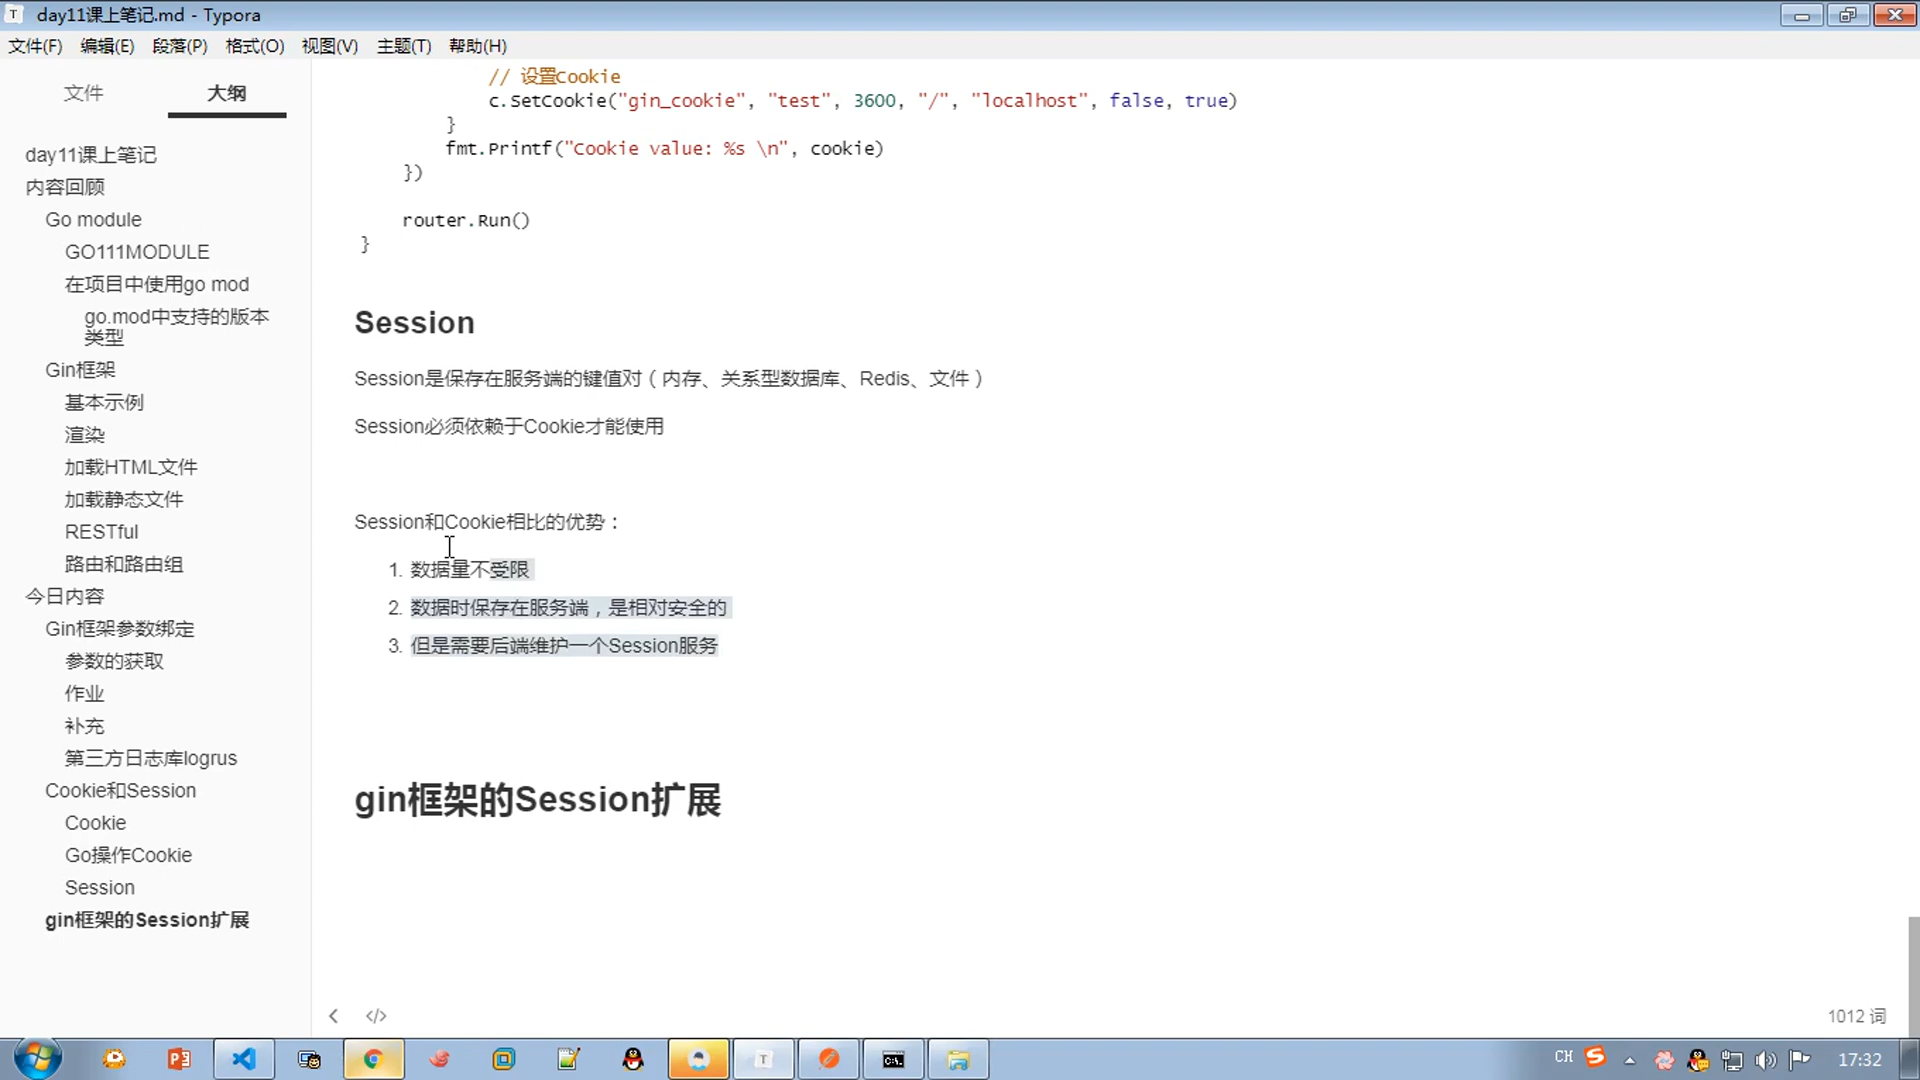 day11课上笔记.md - Typora
文件(F) 编辑(E) 段落(P) 格式(O) 视图(V) 主题(T) 帮助(H)
文件 大纲
day11课上笔记
内容回顾
Go module
GO111MODULE
在项目中使用go mod
go.mod中支持的版本
类型
Gin框架
基本示例
渲染
加载HTML文件
加载静态文件
RESTful
路由和路由组
今日内容
Gin框架参数绑定
参数的获取
作业
补充
第三方日志库logrus
Cookie和Session
Cookie
Go操作Cookie
Session
gin框架的Session扩展
// 设置Cookie
c.SetCookie("gin_cookie", "test", 3600, "/", "localhost", false, true)
}
fmt.Printf("Cookie value: %s \n", cookie)
})
router.Run()
}
Session
Session是保存在服务端的键值对（内存、关系型数据库、Redis、文件）
Session必须依赖于Cookie才能使用
Session和Cookie相比的优势：
1. 数据量不受限
2. 数据时保存在服务端，是相对安全的
3. 但是需要后端维护一个Session服务
gin框架的Session扩展
</>
1012 词
CH
17:32